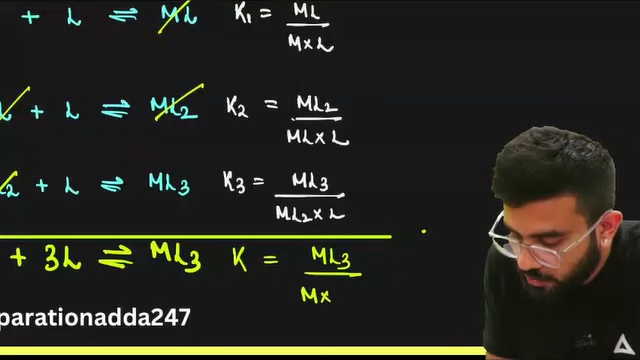 + L ⇌ ML K1 = ML / M×L
+ L ⇌ ML2 K2 = ML2 / ML×L
2 + L ⇌ ML3 K3 = ML3 / ML2×L
+ 3L ⇌ ML3 K = ML3 / M×
parationadda247